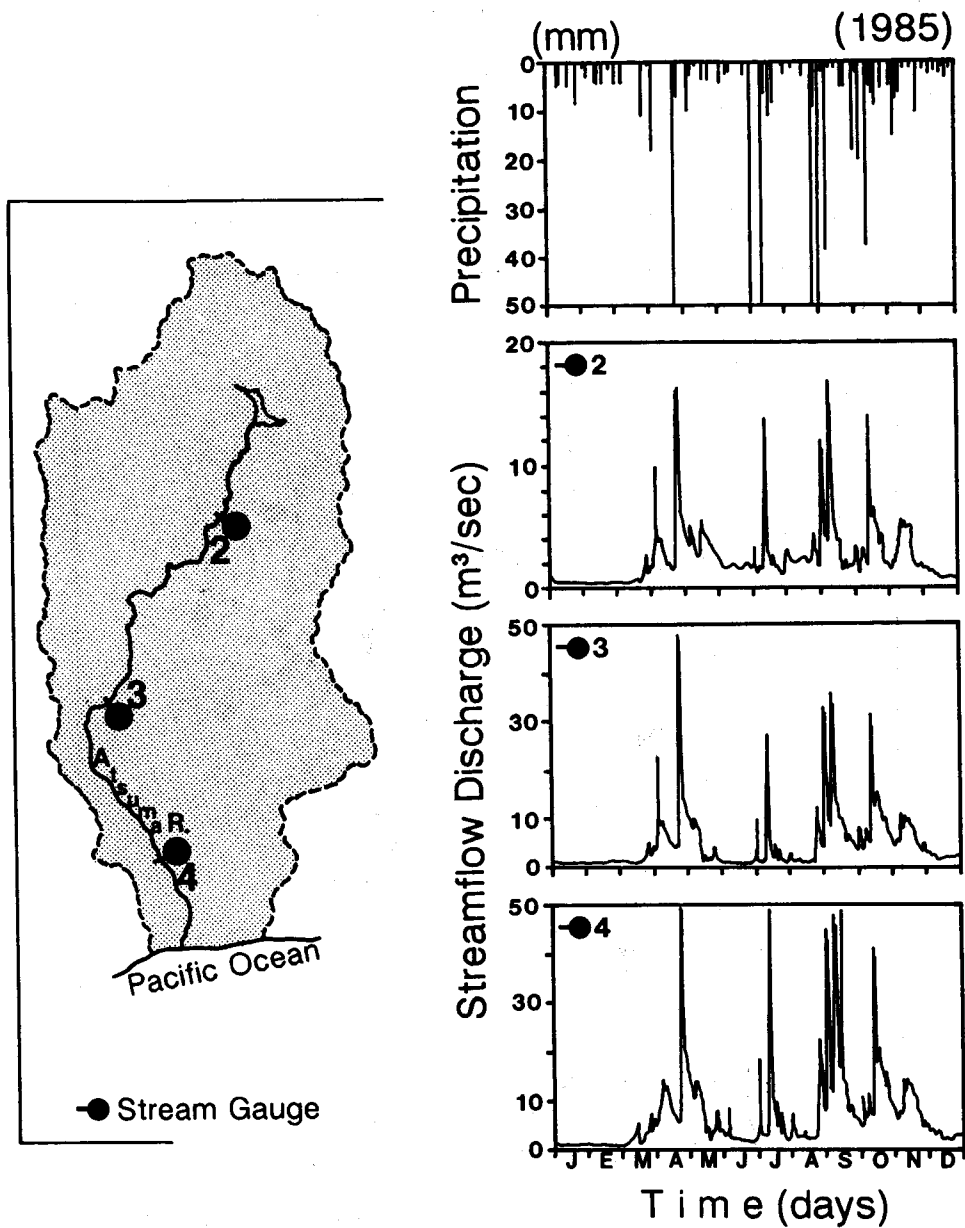 (mm) (1985)
0
10
20
30
40
50
Precipitation
2
20
10
0
3
50
30
10
0
4
50
30
10
0
Streamflow Discharge (m³/sec)
J E M A M J J A S O N D
Time (days)
2
3
Atsuma R.
4
Pacific Ocean
Stream Gauge